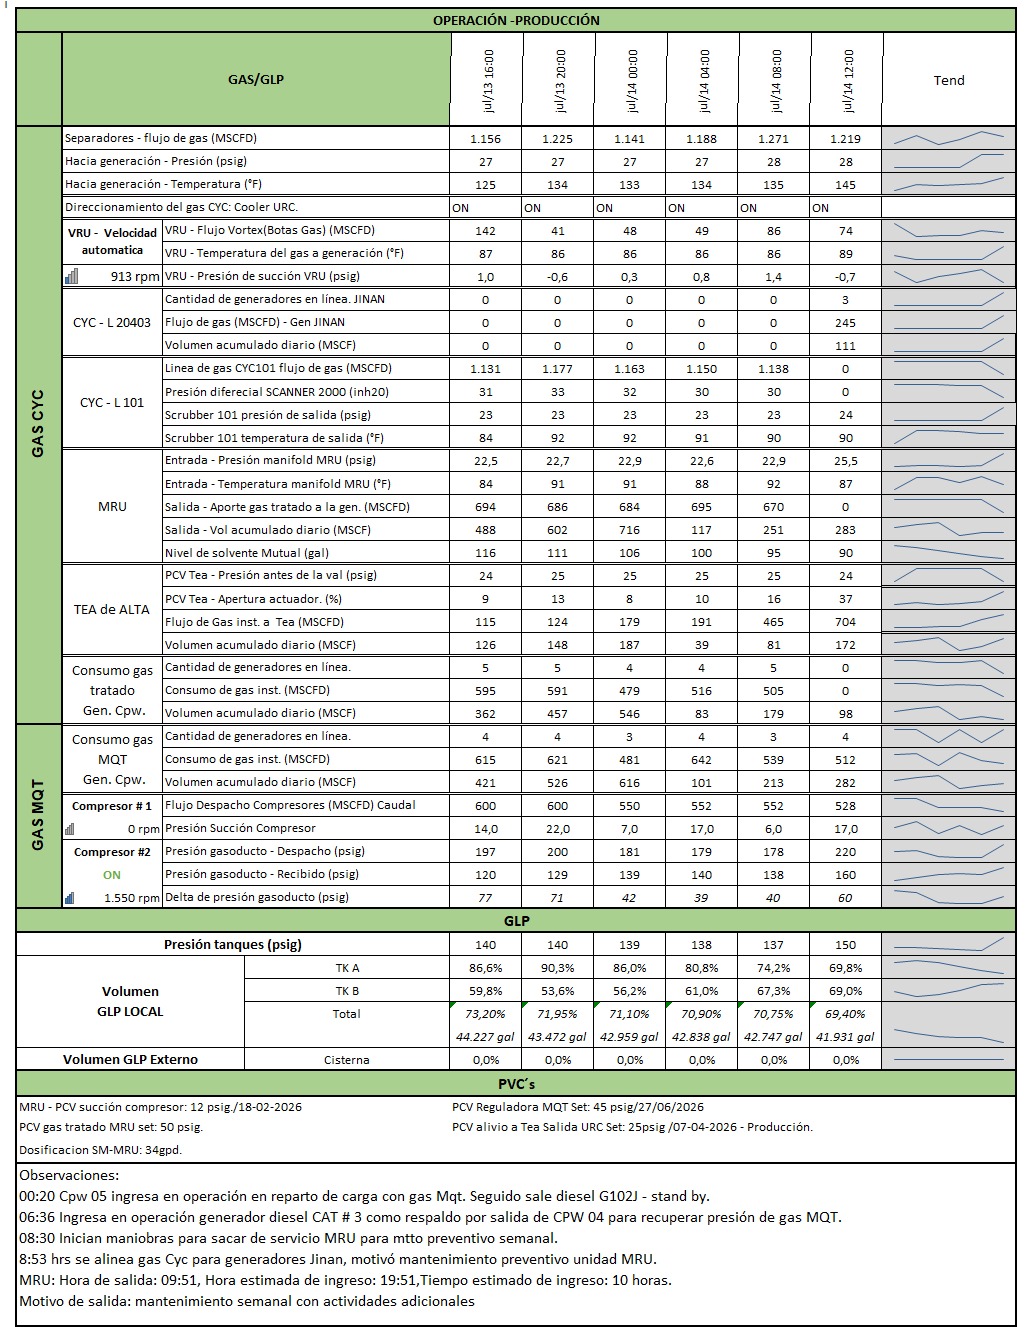 OPERACIÓN -PRODUCCIÓN
GAS/GLP jul/13 16:00 jul/13 20:00 jul/14 00:00 jul/14 04:00 jul/14 08:00 jul/14 12:00 Tend
GAS CYC
Separadores - flujo de gas (MSCFD) 1.156 1.225 1.141 1.188 1.271 1.219
Hacia generación - Presión (psig) 27 27 27 27 28 28
Hacia generación - Temperatura (°F) 125 134 133 134 135 145
Direccionamiento del gas CYC: Cooler URC. ON ON ON ON ON ON
VRU - Velocidad automatica
913 rpm
VRU - Flujo Vortex(Botas Gas) (MSCFD) 142 41 48 49 86 74
VRU - Temperatura del gas a generación (°F) 87 86 86 86 86 89
VRU - Presión de succión VRU (psig) 1,0 -0,6 0,3 0,8 1,4 -0,7
CYC - L 20403
Cantidad de generadores en línea. JINAN 0 0 0 0 0 3
Flujo de gas (MSCFD) - Gen JINAN 0 0 0 0 0 245
Volumen acumulado diario (MSCF) 0 0 0 0 0 111
CYC - L 101
Linea de gas CYC101 flujo de gas (MSCFD) 1.131 1.177 1.163 1.150 1.138 0
Presión diferecial SCANNER 2000 (inh20) 31 33 32 30 30 0
Scrubber 101 presión de salida (psig) 23 23 23 23 23 24
Scrubber 101 temperatura de salida (°F) 84 92 92 91 90 90
MRU
Entrada - Presión manifold MRU (psig) 22,5 22,7 22,9 22,6 22,9 25,5
Entrada - Temperatura manifold MRU (°F) 84 91 91 88 92 87
Salida - Aporte gas tratado a la gen. (MSCFD) 694 686 684 695 670 0
Salida - Vol acumulado diario (MSCF) 488 602 716 117 251 283
Nivel de solvente Mutual (gal) 116 111 106 100 95 90
TEA de ALTA
PCV Tea - Presión antes de la val (psig) 24 25 25 25 25 24
PCV Tea - Apertura actuador. (%) 9 13 8 10 16 37
Flujo de Gas inst. a Tea (MSCFD) 115 124 179 191 465 704
Volumen acumulado diario (MSCF) 126 148 187 39 81 172
Consumo gas tratado Gen. Cpw.
Cantidad de generadores en línea. 5 5 4 4 5 0
Consumo de gas inst. (MSCFD) 595 591 479 516 505 0
Volumen acumulado diario (MSCF) 362 457 546 83 179 98
GAS MQT
Consumo gas MQT Gen. Cpw.
Cantidad de generadores en línea. 4 4 3 4 3 4
Consumo de gas inst. (MSCFD) 615 621 481 642 539 512
Volumen acumulado diario (MSCF) 421 526 616 101 213 282
Compresor # 1
0 rpm
Flujo Despacho Compresores (MSCFD) Caudal 600 600 550 552 552 528
Presión Succión Compresor 14,0 22,0 7,0 17,0 6,0 17,0
Compresor #2
ON
1.550 rpm
Presión gasoducto - Despacho (psig) 197 200 181 179 178 220
Presión gasoducto - Recibido (psig) 120 129 139 140 138 160
Delta de presión gasoducto (psig) 77 71 42 39 40 60
GLP
Presión tanques (psig) 140 140 139 138 137 150
Volumen GLP LOCAL
TK A 86,6% 90,3% 86,0% 80,8% 74,2% 69,8%
TK B 59,8% 53,6% 56,2% 61,0% 67,3% 69,0%
Total 73,20% 71,95% 71,10% 70,90% 70,75% 69,40%
44.227 gal 43.472 gal 42.959 gal 42.838 gal 42.747 gal 41.931 gal
Volumen GLP Externo Cisterna 0,0% 0,0% 0,0% 0,0% 0,0% 0,0%
PVC´s
MRU - PCV succión compresor: 12 psig./18-02-2026 PCV Reguladora MQT Set: 45 psig/27/06/2026
PCV gas tratado MRU set: 50 psig. PCV alivio a Tea Salida URC Set: 25psig /07-04-2026 - Producción.
Dosificacion SM-MRU: 34gpd.
Observaciones:
00:20 Cpw 05 ingresa en operación en reparto de carga con gas Mqt. Seguido sale diesel G102J - stand by.
06:36 Ingresa en operación generador diesel CAT # 3 como respaldo por salida de CPW 04 para recuperar presión de gas MQT.
08:30 Inician maniobras para sacar de servicio MRU para mtto preventivo semanal.
8:53 hrs se alinea gas Cyc para generadores Jinan, motivó mantenimiento preventivo unidad MRU.
MRU: Hora de salida: 09:51, Hora estimada de ingreso: 19:51,Tiempo estimado de ingreso: 10 horas.
Motivo de salida: mantenimiento semanal con actividades adicionales